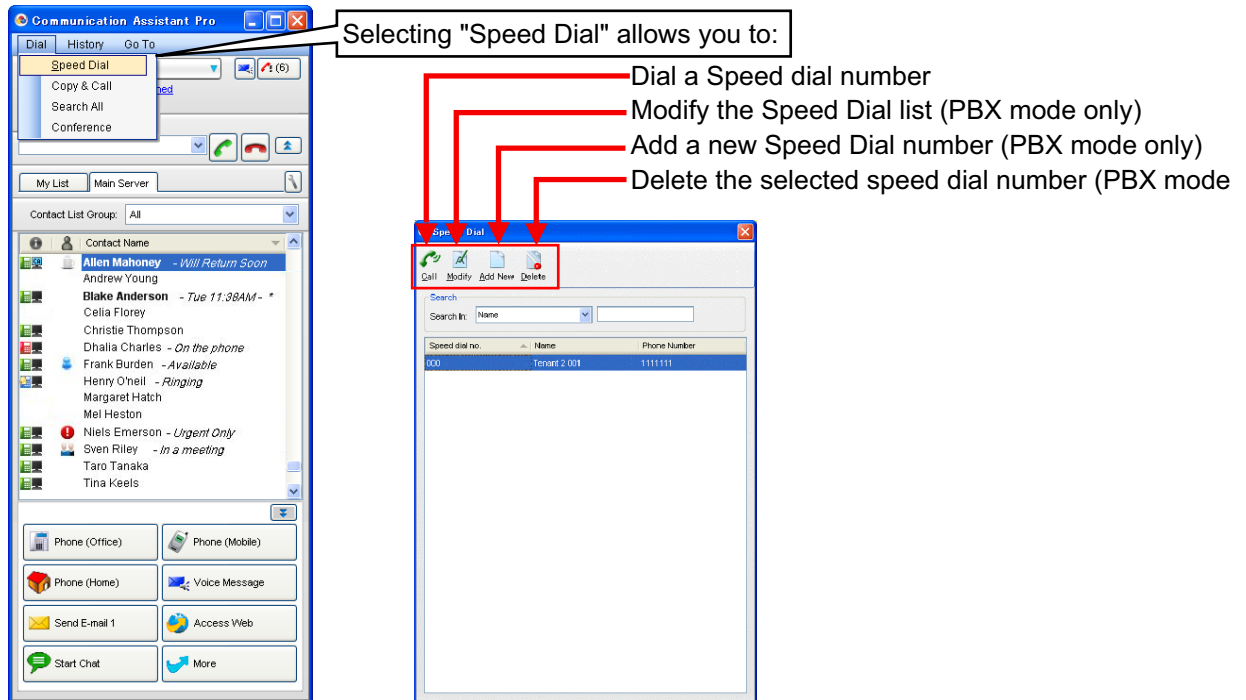 Communication Assistant Pro
Dial History Go To
Speed Dial
Copy & Call
Search All
Conference
(6)
My List Main Server
Contact List Group: All
Contact Name
Allen Mahoney - Will Return Soon
Andrew Young
Blake Anderson - Tue 11:38AM - *
Celia Florey
Christie Thompson
Dhalia Charles - On the phone
Frank Burden - Available
Henry O'neil - Ringing
Margaret Hatch
Mel Heston
Niels Emerson - Urgent Only
Sven Riley - In a meeting
Taro Tanaka
Tina Keels
Phone (Office) Phone (Mobile)
Phone (Home) Voice Message
Send E-mail 1 Access Web
Start Chat More
Selecting "Speed Dial" allows you to:
Dial a Speed dial number
Modify the Speed Dial list (PBX mode only)
Add a new Speed Dial number (PBX mode only)
Delete the selected speed dial number (PBX mode
Speed Dial
Call Modify Add New Delete
Search
Search In: Name
Speed dial no. Name Phone Number
000 Tenant 2 001 1111111